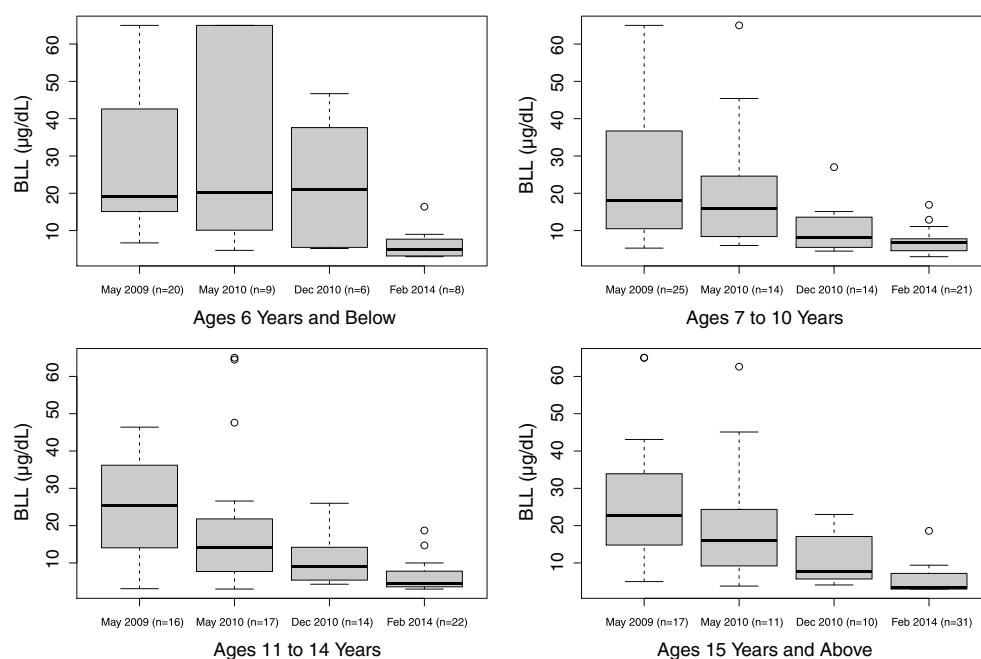 BLL (µg/dL)
60
50
40
30
20
10
May 2009 (n=20) May 2010 (n=9) Dec 2010 (n=6) Feb 2014 (n=8)
Ages 6 Years and Below
BLL (µg/dL)
60
50
40
30
20
10
May 2009 (n=25) May 2010 (n=14) Dec 2010 (n=14) Feb 2014 (n=21)
Ages 7 to 10 Years
BLL (µg/dL)
60
50
40
30
20
10
May 2009 (n=16) May 2010 (n=17) Dec 2010 (n=14) Feb 2014 (n=22)
Ages 11 to 14 Years
BLL (µg/dL)
60
50
40
30
20
10
May 2009 (n=17) May 2010 (n=11) Dec 2010 (n=10) Feb 2014 (n=31)
Ages 15 Years and Above